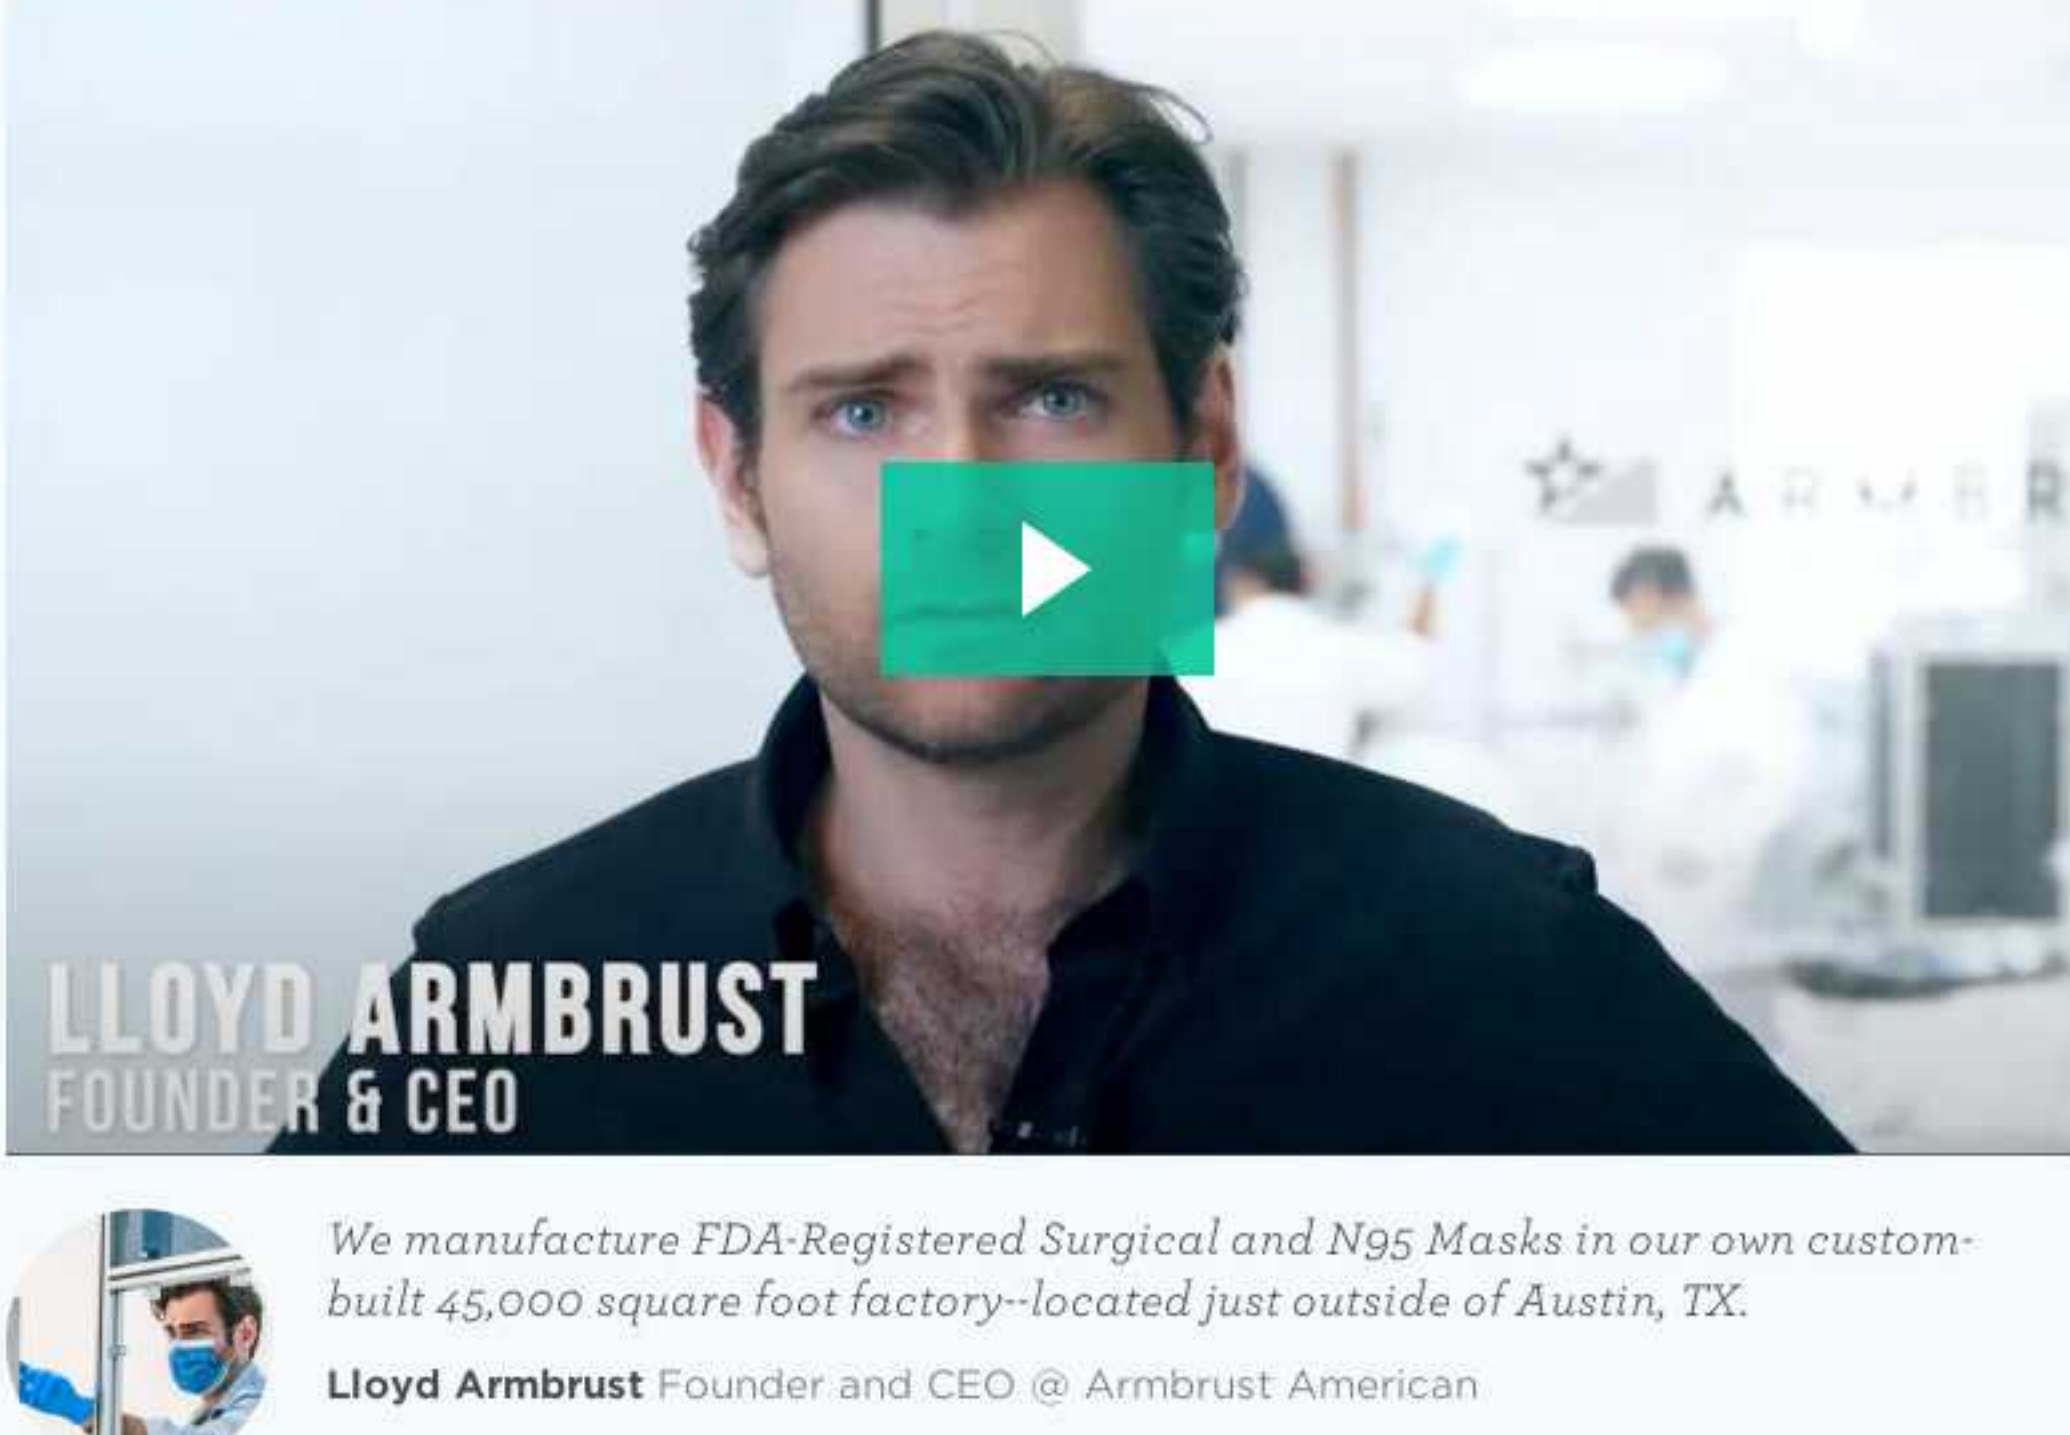 ARMBR
LLOYD ARMBRUST
FOUNDER & CEO
We manufacture FDA-Registered Surgical and N95 Masks in our own custom-
built 45,000 square foot factory--located just outside of Austin, TX.
Lloyd Armbrust Founder and CEO @ Armbrust American